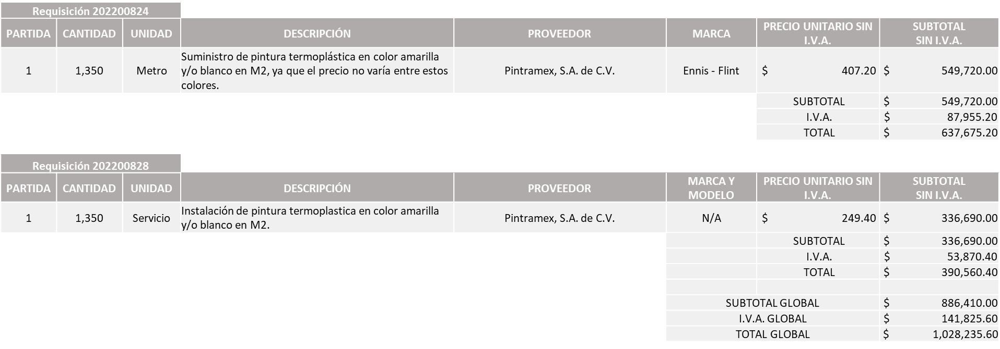 Requisición 202200824
PARTIDA CANTIDAD UNIDAD DESCRIPCIÓN PROVEEDOR MARCA PRECIO UNITARIO SIN I.V.A. SUBTOTAL SIN I.V.A.
1 1,350 Metro Suministro de pintura termoplástica en color amarilla
y/o blanco en M2, ya que el precio no varía entre estos
colores. Pintramex, S.A. de C.V. Ennis - Flint $ 407.20 $ 549,720.00
SUBTOTAL $ 549,720.00
I.V.A. $ 87,955.20
TOTAL $ 637,675.20
Requisición 202200828
PARTIDA CANTIDAD UNIDAD DESCRIPCIÓN PROVEEDOR MARCA Y MODELO PRECIO UNITARIO SIN I.V.A. SUBTOTAL SIN I.V.A.
1 1,350 Servicio Instalación de pintura termoplastica en color amarilla
y/o blanco en M2. Pintramex, S.A. de C.V. N/A $ 249.40 $ 336,690.00
SUBTOTAL $ 336,690.00
I.V.A. $ 53,870.40
TOTAL $ 390,560.40
SUBTOTAL GLOBAL $ 886,410.00
I.V.A. GLOBAL $ 141,825.60
TOTAL GLOBAL $ 1,028,235.60